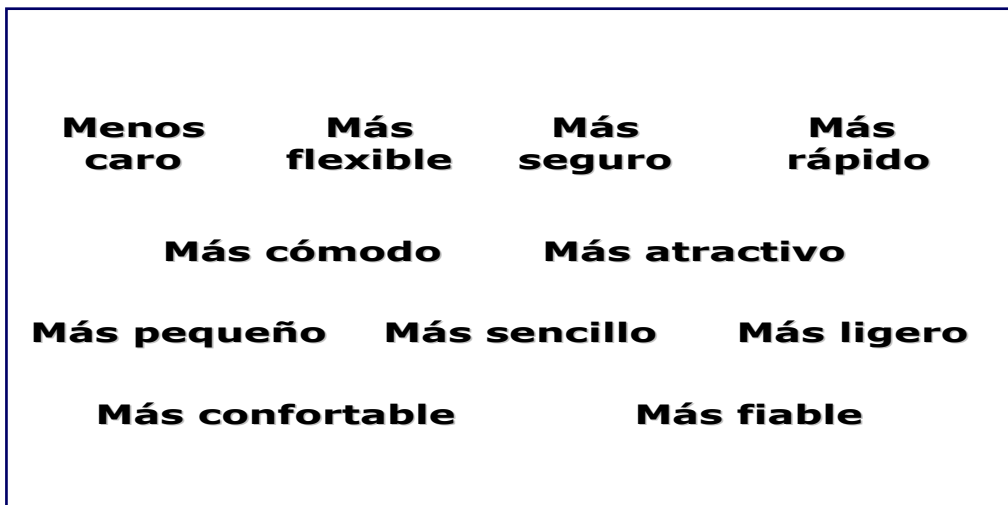 Menos caro
Más flexible
Más seguro
Más rápido
Más cómodo
Más atractivo
Más pequeño
Más sencillo
Más ligero
Más confortable
Más fiable